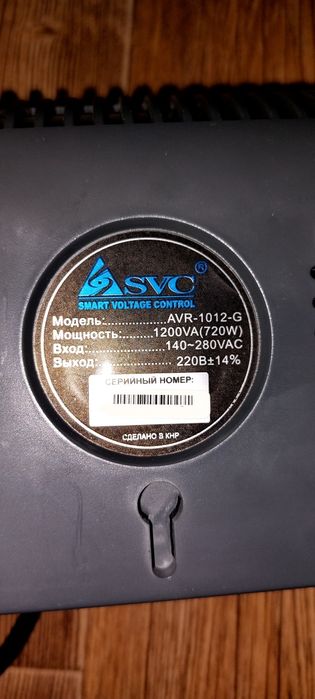 SVC®
SMART VOLTAGE CONTROL
Модель:................AVR-1012-G
Мощность:........1200VA(720W)
Вход................140~280VAC
Выход:................220В±14%
СЕРИЙНЫЙ НОМЕР:
СДЕЛАНО В КНР